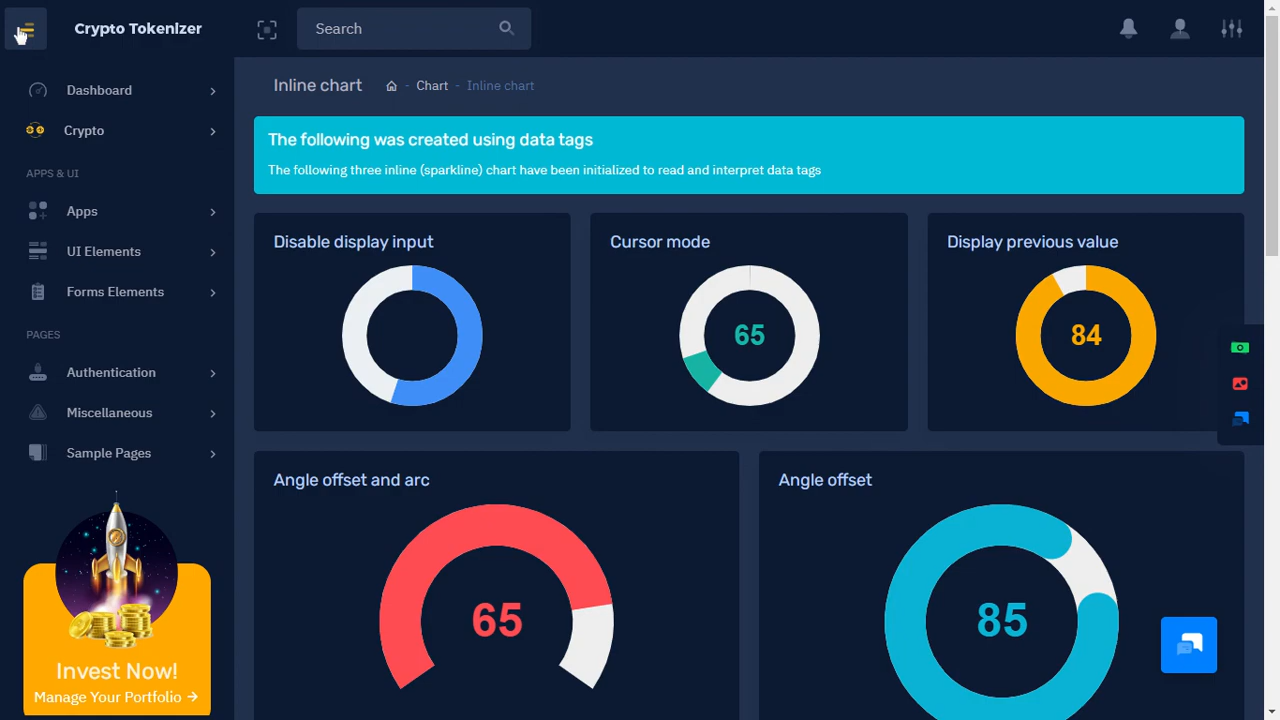 Crypto Tokenizer
Search
Dashboard
Crypto
APPS & UI
Apps
UI Elements
Forms Elements
PAGES
Authentication
Miscellaneous
Sample Pages
Invest Now!
Manage Your Portfolio →
Inline chart
Chart - Inline chart
The following was created using data tags
The following three inline (sparkline) chart have been initialized to read and interpret data tags
Disable display input
Cursor mode
65
Display previous value
84
Angle offset and arc
65
Angle offset
85